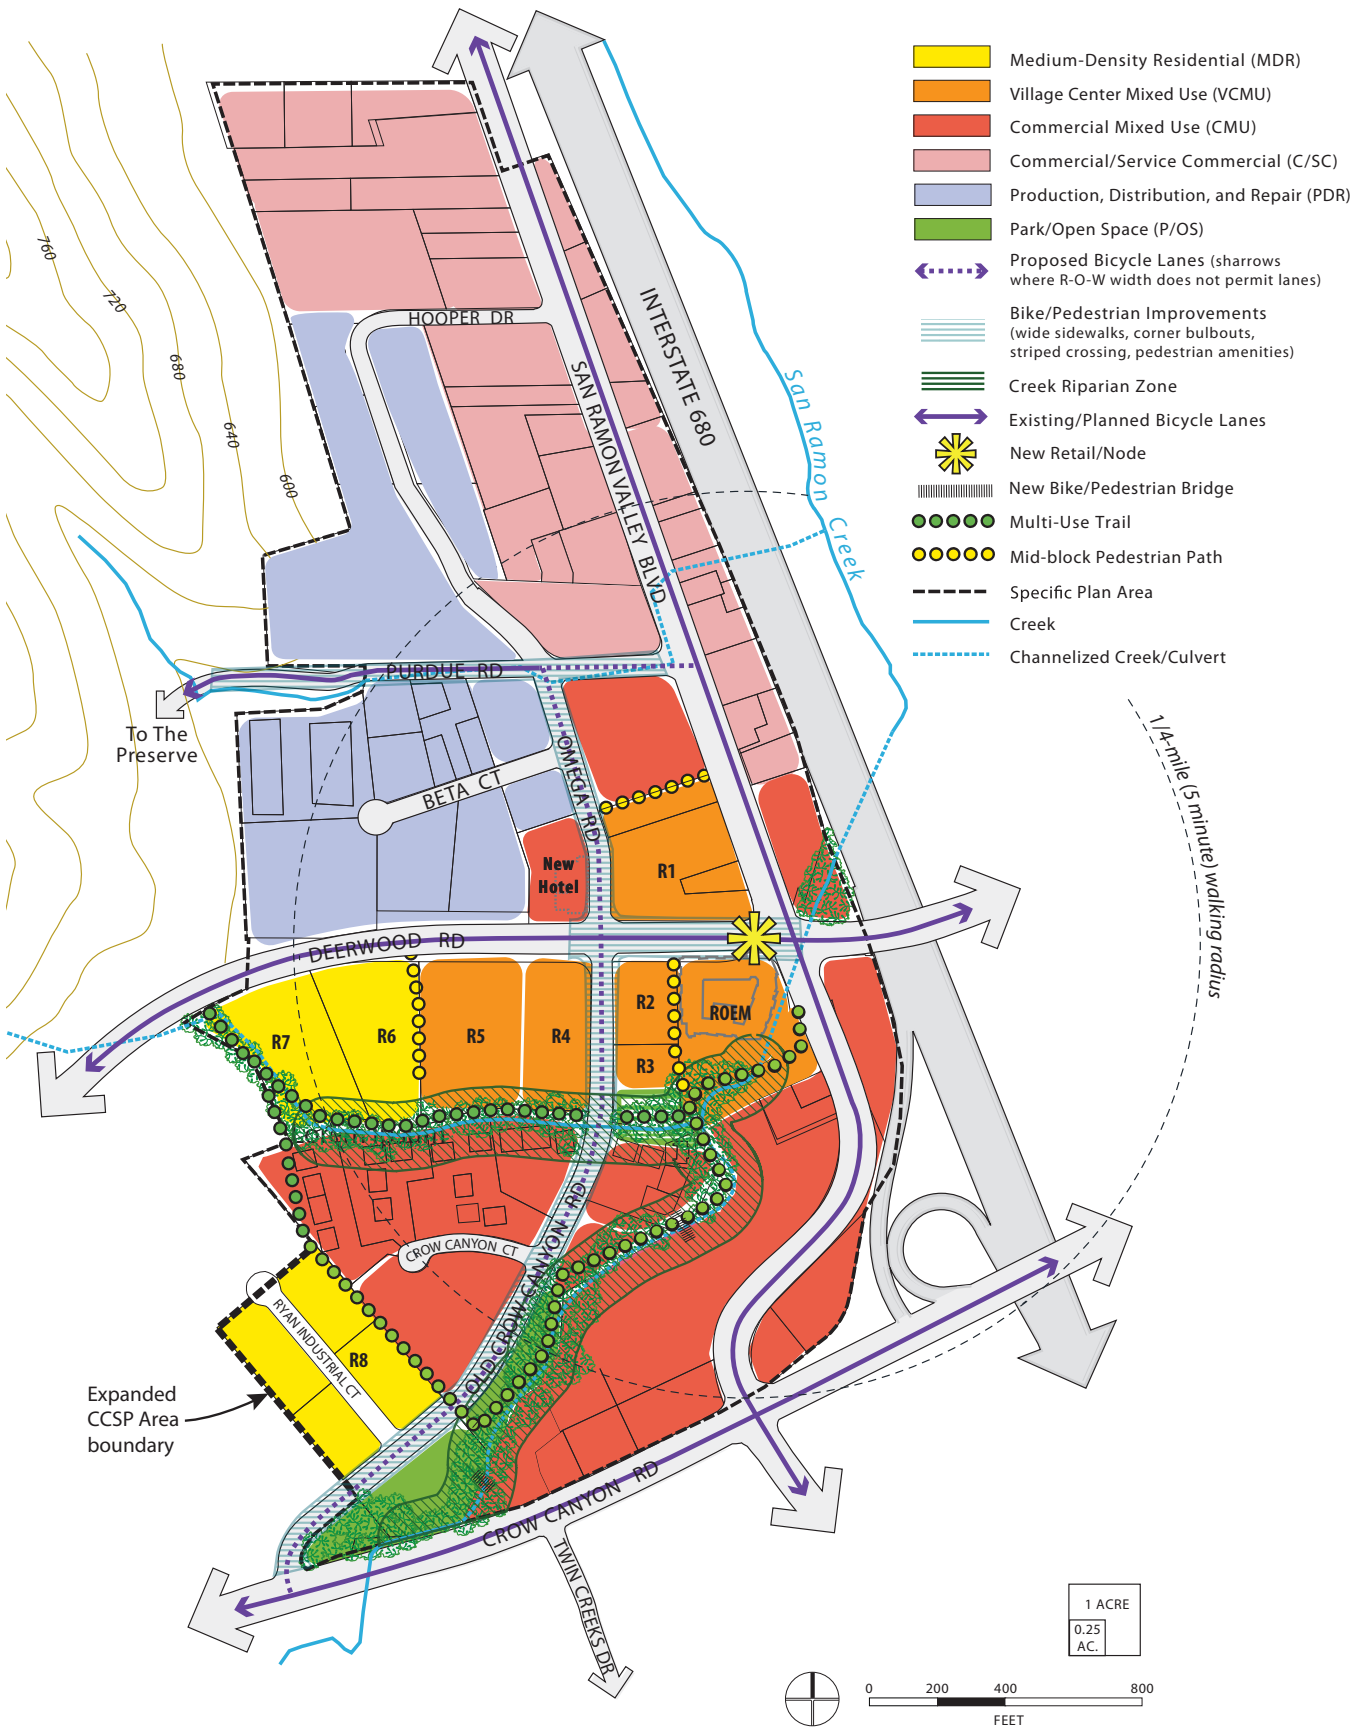 Medium-Density Residential (MDR)
Village Center Mixed Use (VCMU)
Commercial Mixed Use (CMU)
Commercial/Service Commercial (C/SC)
Production, Distribution, and Repair (PDR)
Park/Open Space (P/OS)
Proposed Bicycle Lanes (sharrows
where R-O-W width does not permit lanes)
Bike/Pedestrian Improvements
(wide sidewalks, corner bulbouts,
striped crossing, pedestrian amenities)
Creek Riparian Zone
Existing/Planned Bicycle Lanes
New Retail/Node
New Bike/Pedestrian Bridge
Multi-Use Trail
Mid-block Pedestrian Path
Specific Plan Area
Creek
Channelized Creek/Culvert
760
720
680
640
600
HOOPER DR
INTERSTATE 680
SAN RAMON VALLEY BLVD
San Ramon Creek
PURDUE RD
To The
Preserve
OMEGA RD
BETA CT
1/4-mile (5 minute) walking radius
New
Hotel
R1
DEERWOOD RD
R2
ROEM
R7
R6
R5
R4
R3
CROW CANYON CT
OLD CROW CANYON RD
RYAN INDUSTRIAL CT
R8
Expanded
CCSP Area
boundary
CROW CANYON RD
TWIN CREEKS DR
1 ACRE
0.25
AC.
0 200 400 800
FEET